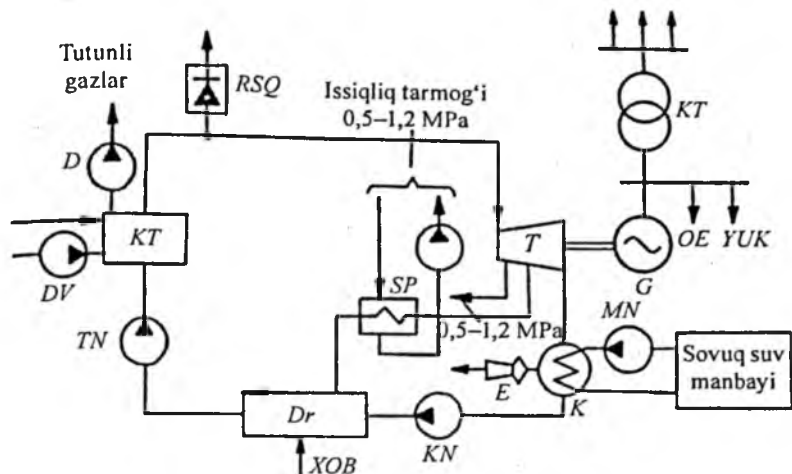 Tutunli
gazlar
RSQ
Issiqliq tarmog‘i
0,5–1,2 MPa
KT
D
KT
DV
T
OE YUK
G
SP
0,5–1,2 MPa
MN
TN
E
K
Sovuq suv
manbayi
Dr
KN
XOB